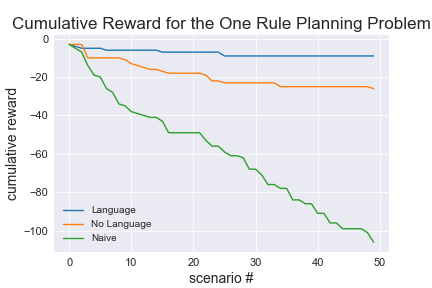 Cumulative Reward for the One Rule Planning Problem
cumulative reward
0
−20
−40
−60
−80
−100
Language
No Language
Naive
0 10 20 30 40 50
scenario #